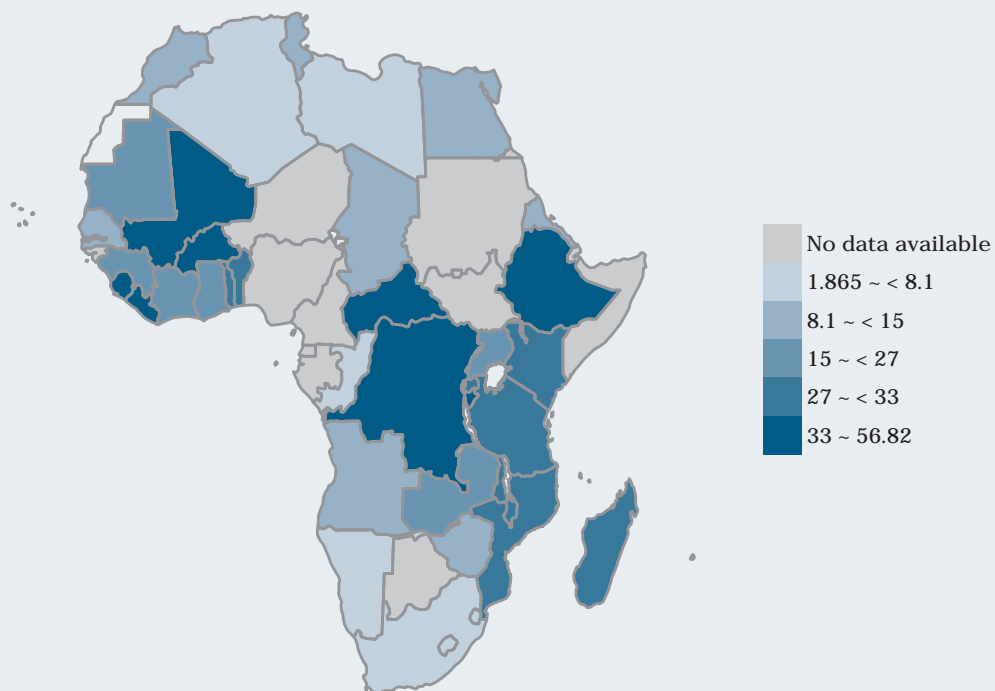 No data available
1.865 ~ < 8.1
8.1 ~ < 15
15 ~ < 27
27 ~ < 33
33 ~ 56.82